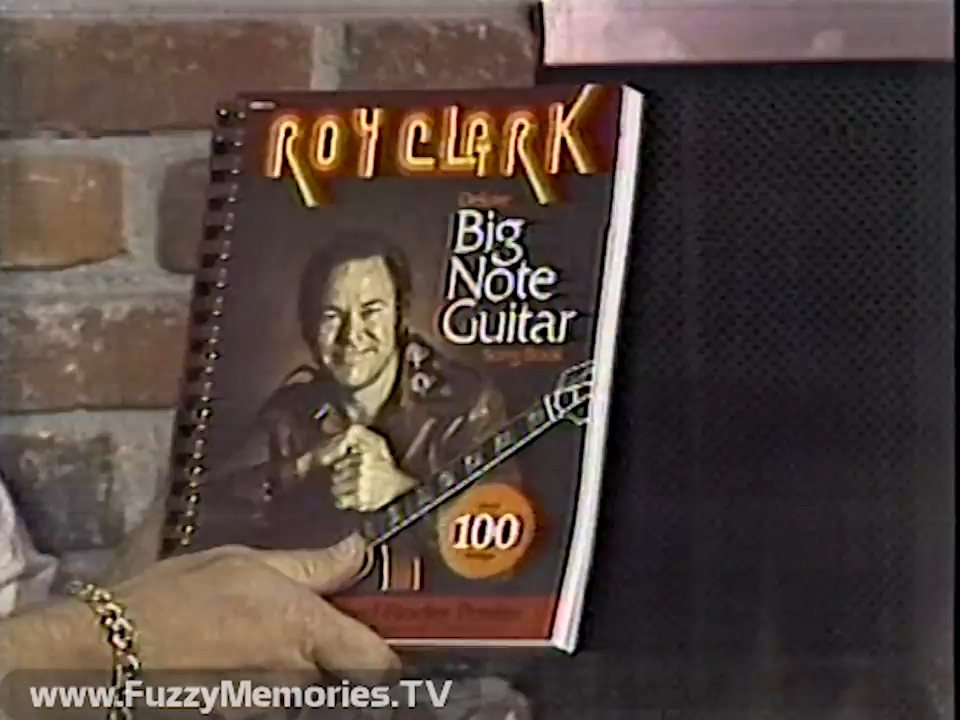 ROY CLARK
Deluxe
Big
Note
Guitar
Song Book
100
www.FuzzyMemories.TV